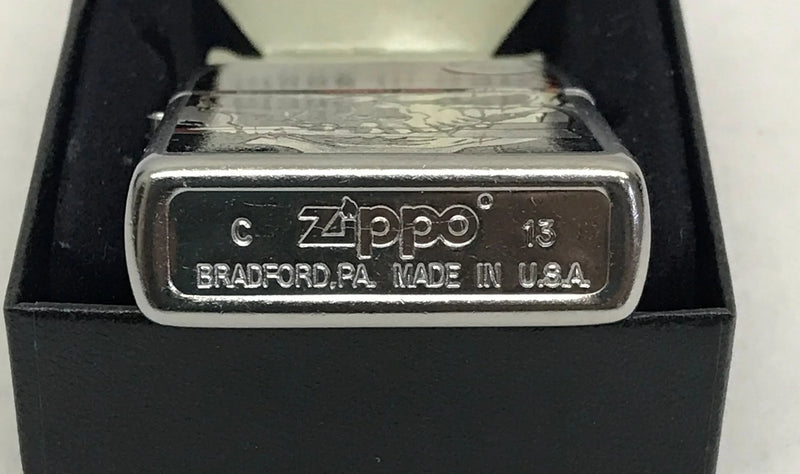 C Zippo 13
BRADFORD, PA. MADE IN U.S.A.